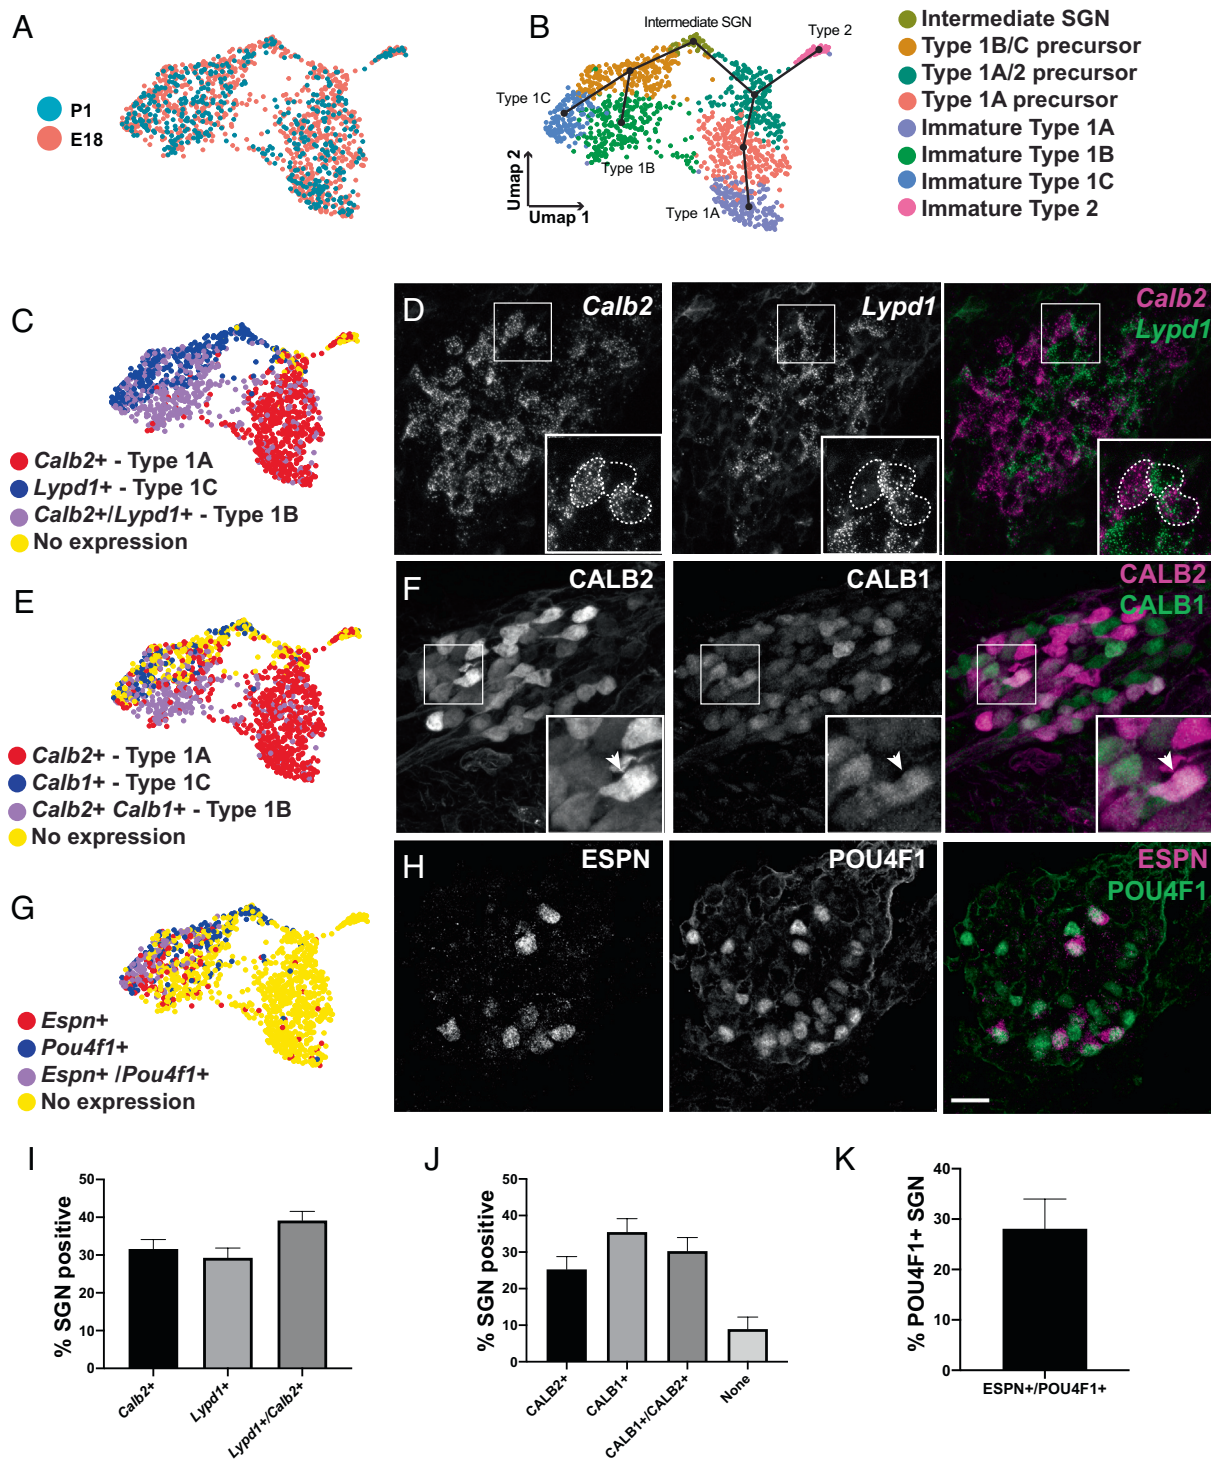 A
P1
E18
B
Intermediate SGN
Type 2
Type 1C
Type 1B
Type 1A
Umap 2
Umap 1
Intermediate SGN
Type 1B/C precursor
Type 1A/2 precursor
Type 1A precursor
Immature Type 1A
Immature Type 1B
Immature Type 1C
Immature Type 2
C
Calb2+ - Type 1A
Lypd1+ - Type 1C
Calb2+/Lypd1+ - Type 1B
No expression
D
Calb2
Lypd1
Calb2
Lypd1
E
Calb2+ - Type 1A
Calb1+ - Type 1C
Calb2+ Calb1+ - Type 1B
No expression
F
CALB2
CALB1
CALB2
CALB1
G
Espn+
Pou4f1+
Espn+ /Pou4f1+
No expression
H
ESPN
POU4F1
ESPN
POU4F1
I
% SGN positive
50
40
30
20
10
0
Calb2+
Lypd1+
Lypd1+/Calb2+
J
% SGN positive
50
40
30
20
10
0
CALB2+
CALB1+
CALB1+/CALB2+
None
K
% POU4F1+ SGN
40
30
20
10
0
ESPN+/POU4F1+